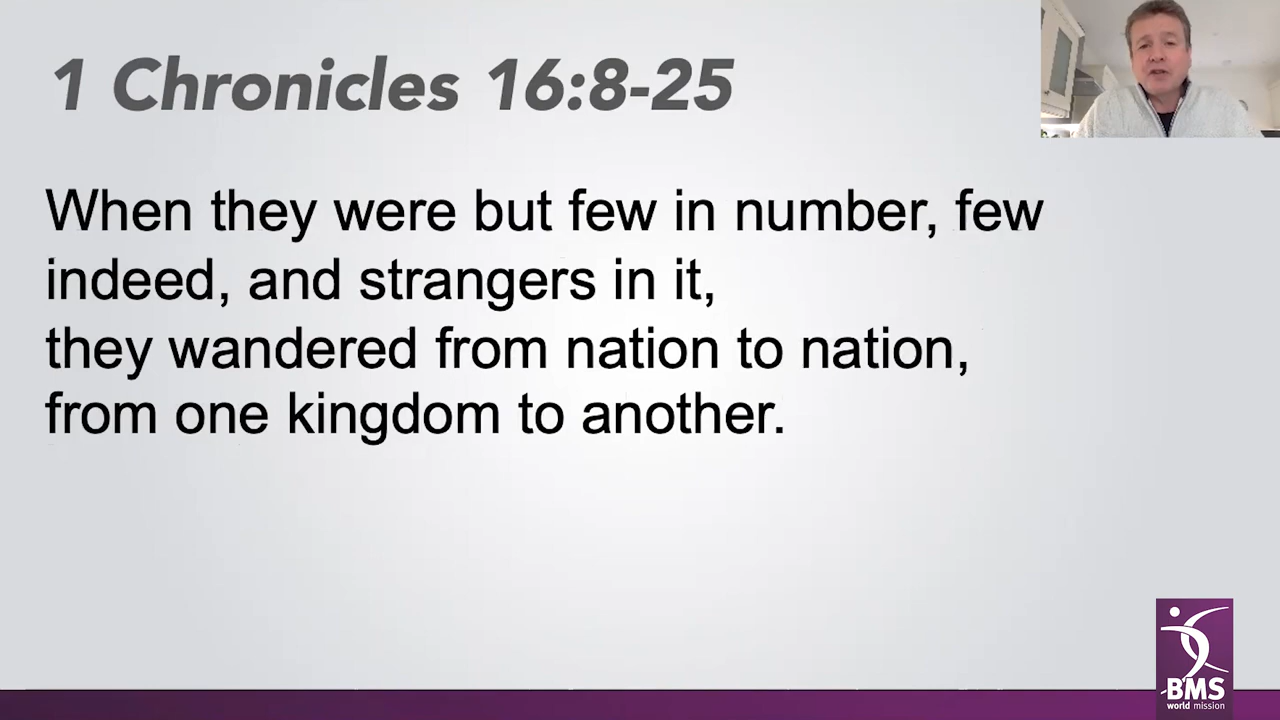 1 Chronicles 16:8-25
When they were but few in number, few
indeed, and strangers in it,
they wandered from nation to nation,
from one kingdom to another.
BMS
world mission